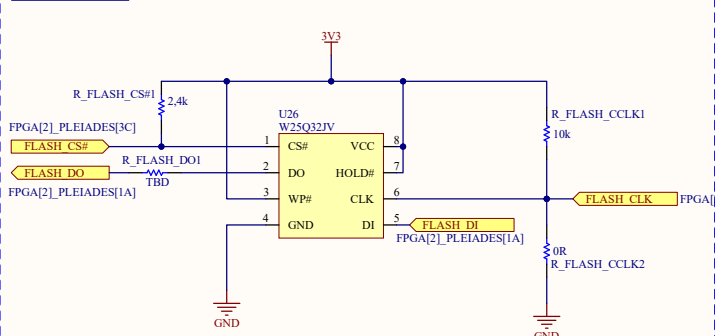 3V3
R_FLASH_CS#1
2,4k
U26
W25Q32JV
R_FLASH_CCLK1
10k
FPGA[2]_PLEIADES[3C]
FLASH_CS#
1
CS#
VCC
8
R_FLASH_DO1
FLASH_DO
TBD
2
DO
HOLD#
7
FPGA[2]_PLEIADES[1A]
3
WP#
CLK
6
FLASH_CLK
FPGA[
4
GND
DI
5
FLASH_DI
FPGA[2]_PLEIADES[1A]
0R
R_FLASH_CCLK2
GND
GND